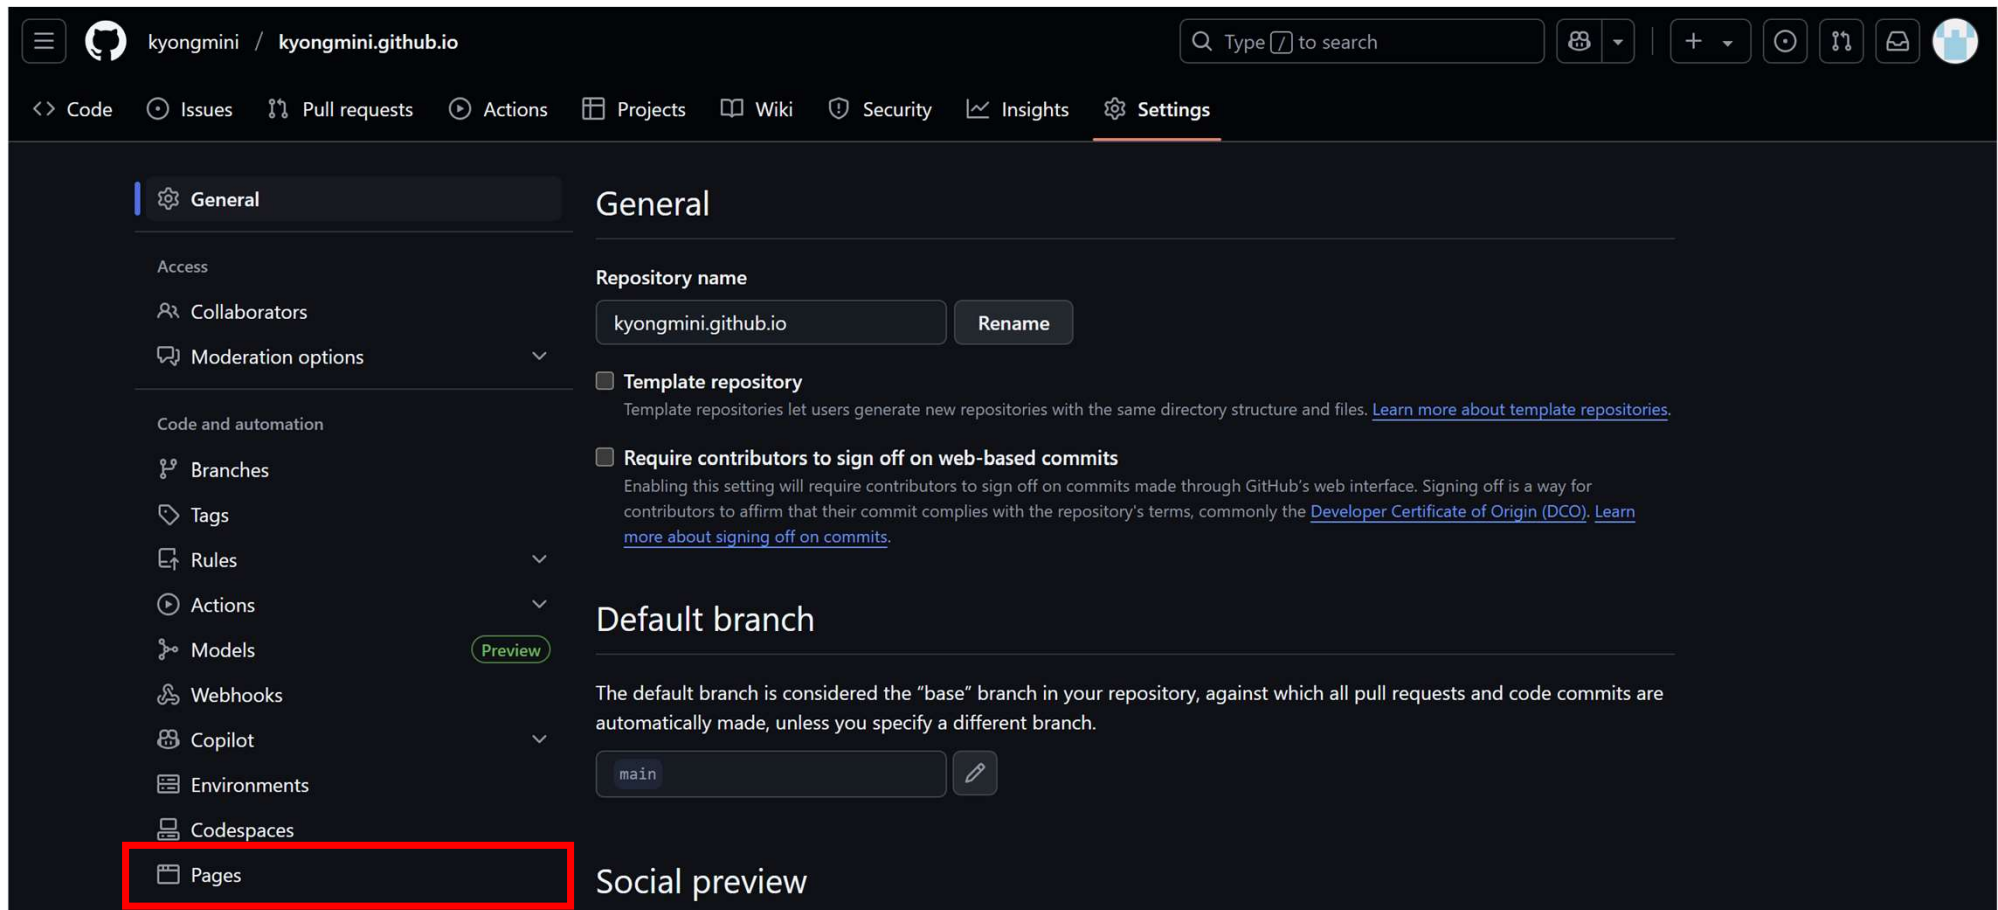 kyongmini / kyongmini.github.io
Type / to search
Code Issues Pull requests Actions Projects Wiki Security Insights Settings
General
Access
Collaborators
Moderation options
Code and automation
Branches
Tags
Rules
Actions
Models Preview
Webhooks
Copilot
Environments
Codespaces
Pages
General
Repository name
kyongmini.github.io Rename
Template repository
Template repositories let users generate new repositories with the same directory structure and files. Learn more about template repositories.
Require contributors to sign off on web-based commits
Enabling this setting will require contributors to sign off on commits made through GitHub's web interface. Signing off is a way for
contributors to affirm that their commit complies with the repository's terms, commonly the Developer Certificate of Origin (DCO). Learn
more about signing off on commits.
Default branch
The default branch is considered the “base” branch in your repository, against which all pull requests and code commits are
automatically made, unless you specify a different branch.
main
Social preview